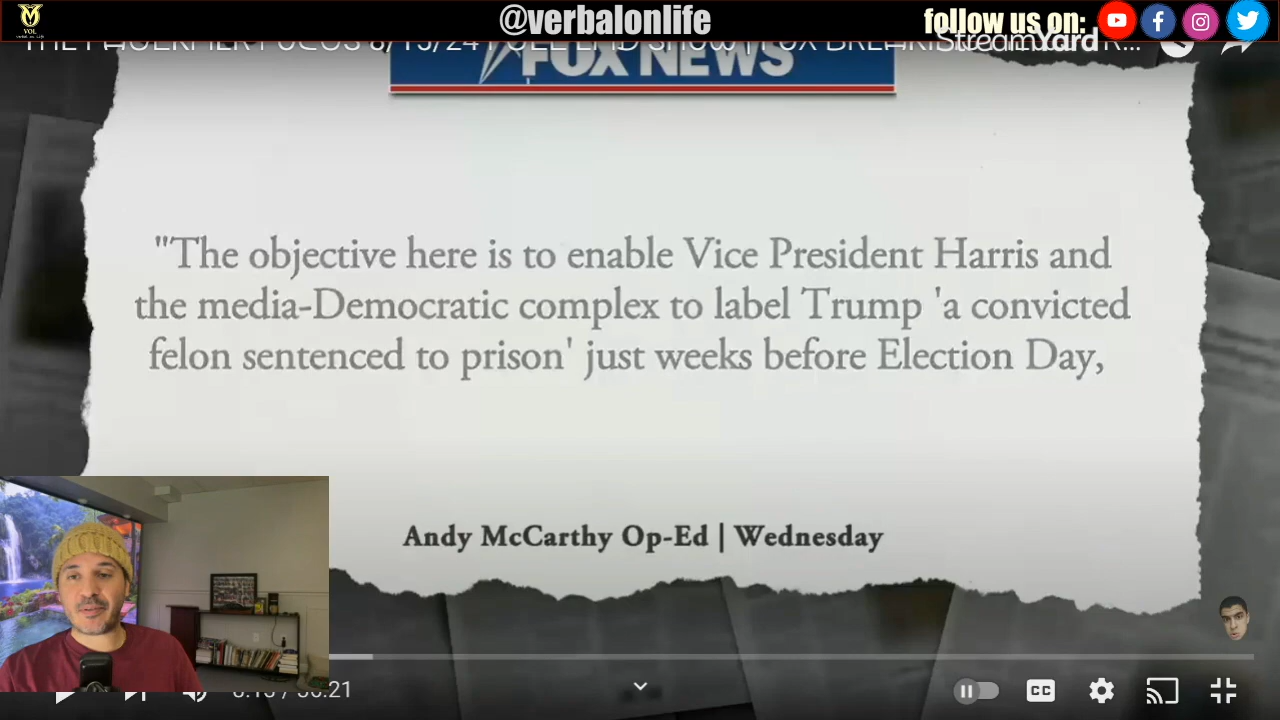 @verbalonlife
follow us on:
VOL
StreamYard
FOX NEWS
"The objective here is to enable Vice President Harris and
the media-Democratic complex to label Trump 'a convicted
felon sentenced to prison' just weeks before Election Day,
Andy McCarthy Op-Ed | Wednesday
CC